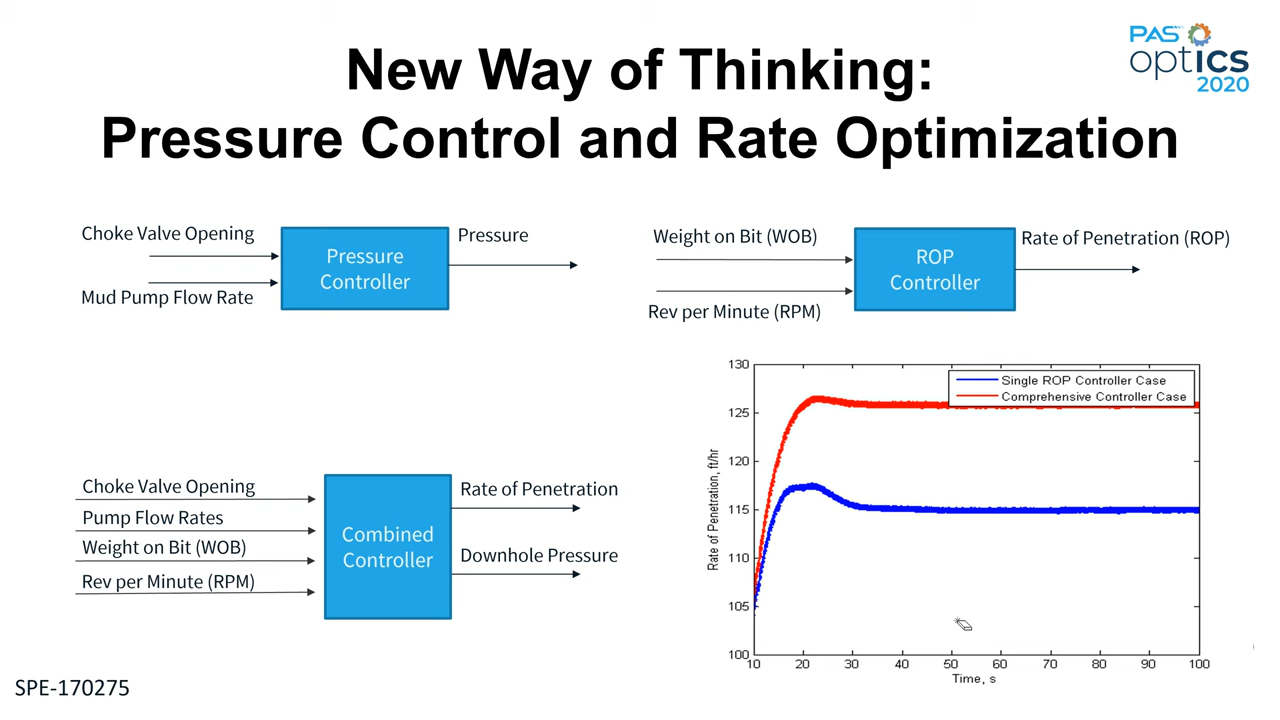 PAS
optICS
2020
New Way of Thinking:
Pressure Control and Rate Optimization
Choke Valve Opening
Mud Pump Flow Rate
Pressure
Controller
Pressure
Weight on Bit (WOB)
Rev per Minute (RPM)
ROP
Controller
Rate of Penetration (ROP)
Choke Valve Opening
Pump Flow Rates
Weight on Bit (WOB)
Rev per Minute (RPM)
Combined
Controller
Rate of Penetration
Downhole Pressure
Single ROP Controller Case
Comprehensive Controller Case
Rate of Penetration, ft/hr
130
125
120
115
110
105
100
10 20 30 40 50 60 70 80 90 100
Time, s
SPE-170275